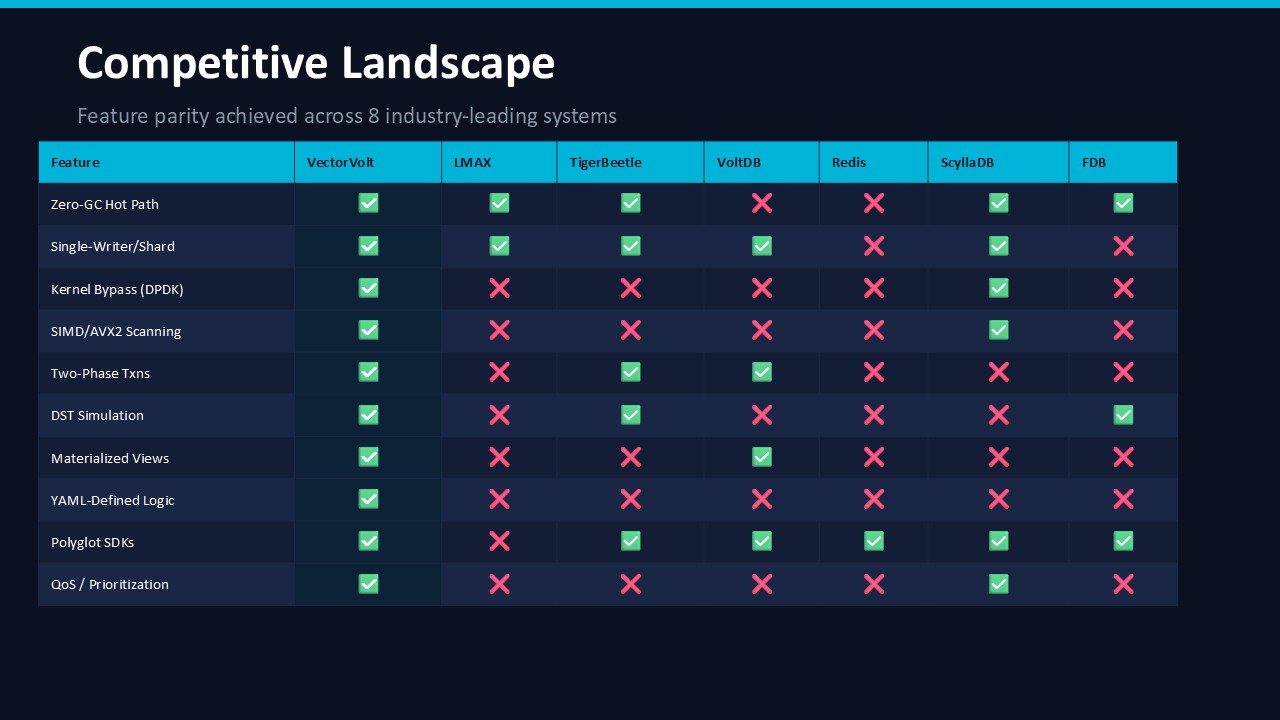 Competitive Landscape
Feature parity achieved across 8 industry-leading systems
Feature VectorVolt LMAX TigerBeetle VoltDB Redis ScyllaDB FDB
Zero-GC Hot Path ✅ ✅ ✅ ❌ ❌ ✅ ✅
Single-Writer/Shard ✅ ✅ ✅ ✅ ❌ ✅ ❌
Kernel Bypass (DPDK) ✅ ❌ ❌ ❌ ❌ ✅ ❌
SIMD/AVX2 Scanning ✅ ❌ ❌ ❌ ❌ ✅ ❌
Two-Phase Txns ✅ ❌ ✅ ✅ ❌ ❌ ❌
DST Simulation ✅ ❌ ✅ ❌ ❌ ❌ ✅
Materialized Views ✅ ❌ ❌ ✅ ❌ ❌ ❌
YAML-Defined Logic ✅ ❌ ❌ ❌ ❌ ❌ ❌
Polyglot SDKs ✅ ❌ ✅ ✅ ✅ ✅ ✅
QoS / Prioritization ✅ ❌ ❌ ❌ ❌ ✅ ❌